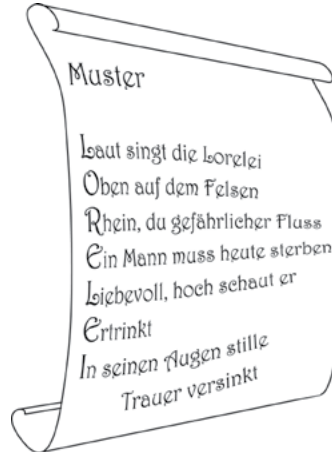 Muster
Laut singt die Lorelei
Oben auf dem Felsen
Rhein, du gefährlicher Fluss
Ein Mann muss heute sterben
Liebevoll, hoch schaut er
Ertrinkt
In seinen Augen stille
Trauer versinkt